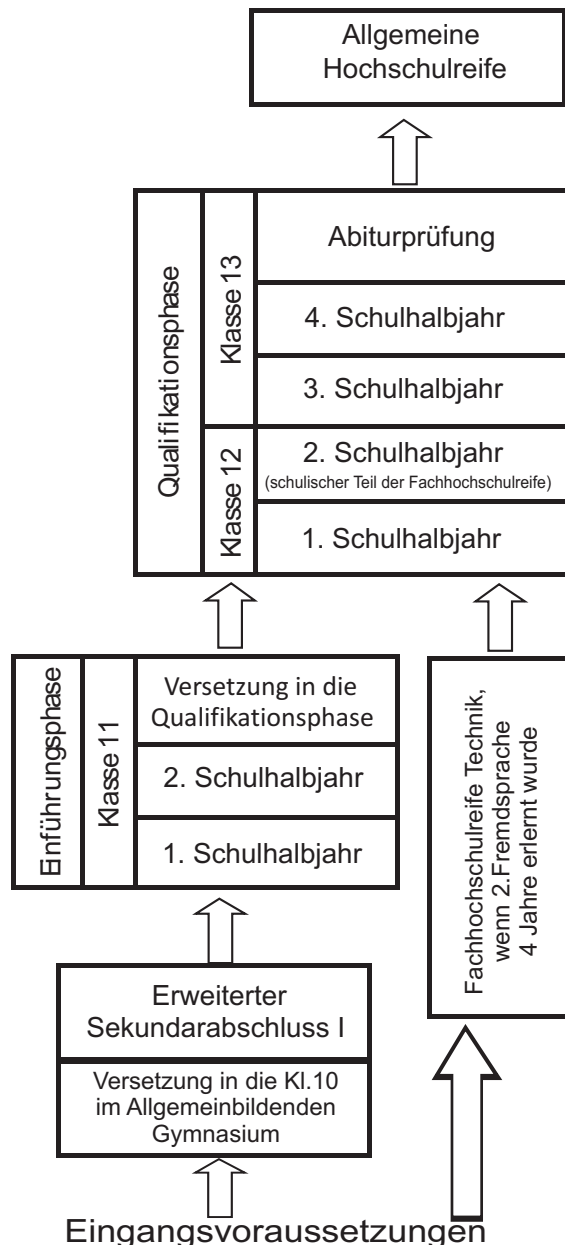 Allgemeine
Hochschulreife
Qualifikationsphase
Klasse 13
Abiturprüfung
4. Schulhalbjahr
3. Schulhalbjahr
Klasse 12
2. Schulhalbjahr
(schulischer Teil der Fachhochschulreife)
1. Schulhalbjahr
Einführungsphase
Klasse 11
Versetzung in die
Qualifikationsphase
2. Schulhalbjahr
1. Schulhalbjahr
Fachhochschulreife Technik,
wenn 2.Fremdsprache
4 Jahre erlernt wurde
Erweiterter
Sekundarabschluss I
Versetzung in die Kl.10
im Allgemeinbildenden
Gymnasium
Eingangsvoraussetzungen